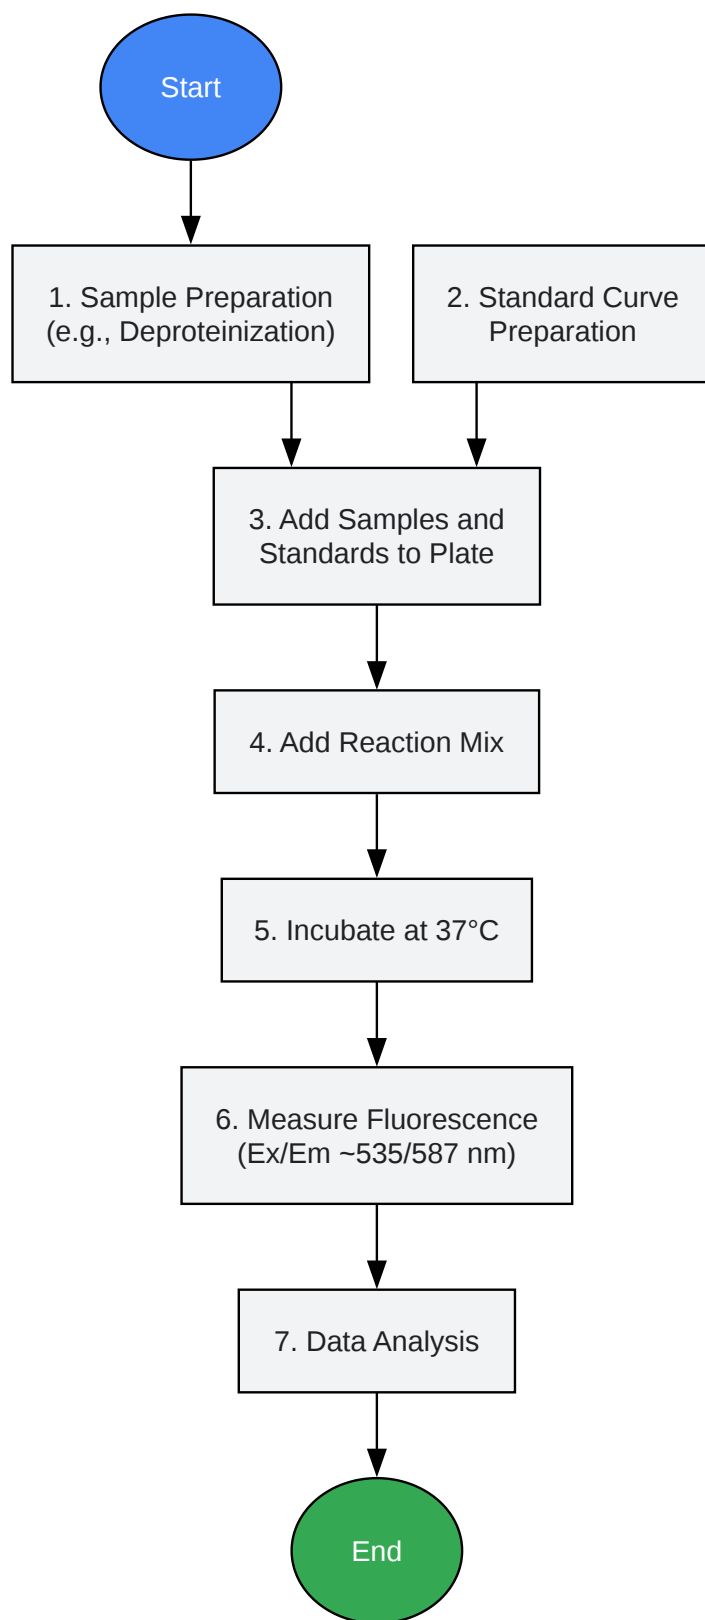 Start
1. Sample Preparation
(e.g., Deproteinization)
2. Standard Curve
Preparation
3. Add Samples and
Standards to Plate
4. Add Reaction Mix
5. Incubate at 37°C
6. Measure Fluorescence
(Ex/Em ~535/587 nm)
7. Data Analysis
End